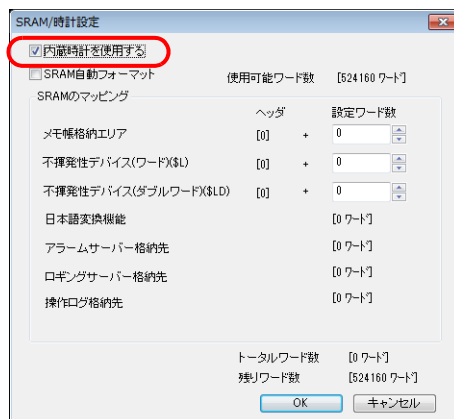 SRAM/時計設定
内蔵時計を使用する
SRAM自動フォーマット 使用可能ワード数 [524160 ワード]
SRAMのマッピング
ヘッダ 設定ワード数
メモ帳格納エリア [0] + 0
不揮発性デバイス(ワード)($L) [0] + 0
不揮発性デバイス(ダブルワード)($LD) [0] + 0
日本語変換機能 [0 ワード]
アラームサーバー格納先 [0 ワード]
ロギングサーバー格納先 [0 ワード]
操作ログ格納先 [0 ワード]
トータルワード数 [0 ワード]
残りワード数 [524160 ワード]
OK キャンセル